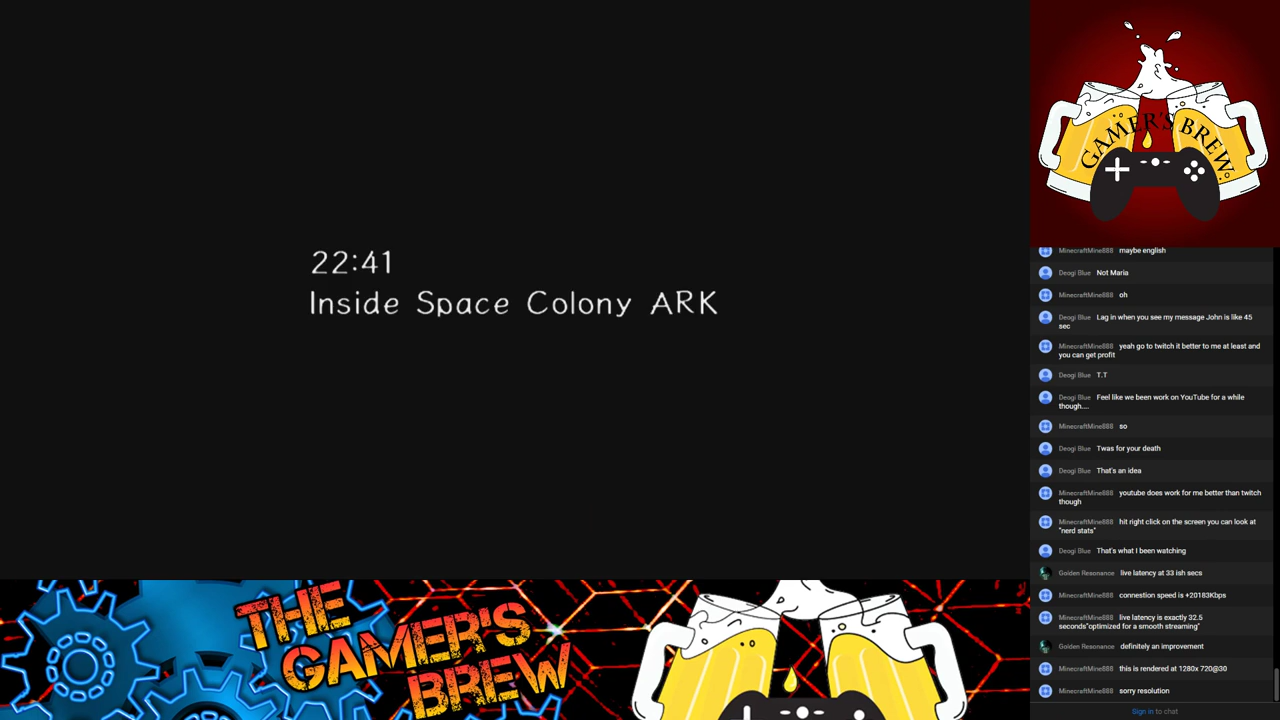 22:41
Inside Space Colony ARK
GAMER'S BREW
MinecraftMine888 maybe english
Deogi Blue Not Maria
MinecraftMine888 oh
Deogi Blue Lag in when you see my message John is like 45
sec
MinecraftMine888 yeah go to twitch it better to me at least and
you can get profit
Deogi Blue T.T
Deogi Blue Feel like we been work on YouTube for a while
though....
MinecraftMine888 so
Deogi Blue Twas for your death
Deogi Blue That's an idea
MinecraftMine888 youtube does work for me better than twitch
though
MinecraftMine888 hit right click on the screen you can look at
"nerd stats"
Deogi Blue That's what I been watching
Golden Resonance live latency at 33 ish secs
MinecraftMine888 connestion speed is +20183Kbps
MinecraftMine888 live latency is exactly 32.5
seconds"optimized for a smooth streaming"
Golden Resonance definitely an improvement
MinecraftMine888 this is rendered at 1280x 720@30
MinecraftMine888 sorry resolution
Sign in to chat
THE
GAMER'S
BREW